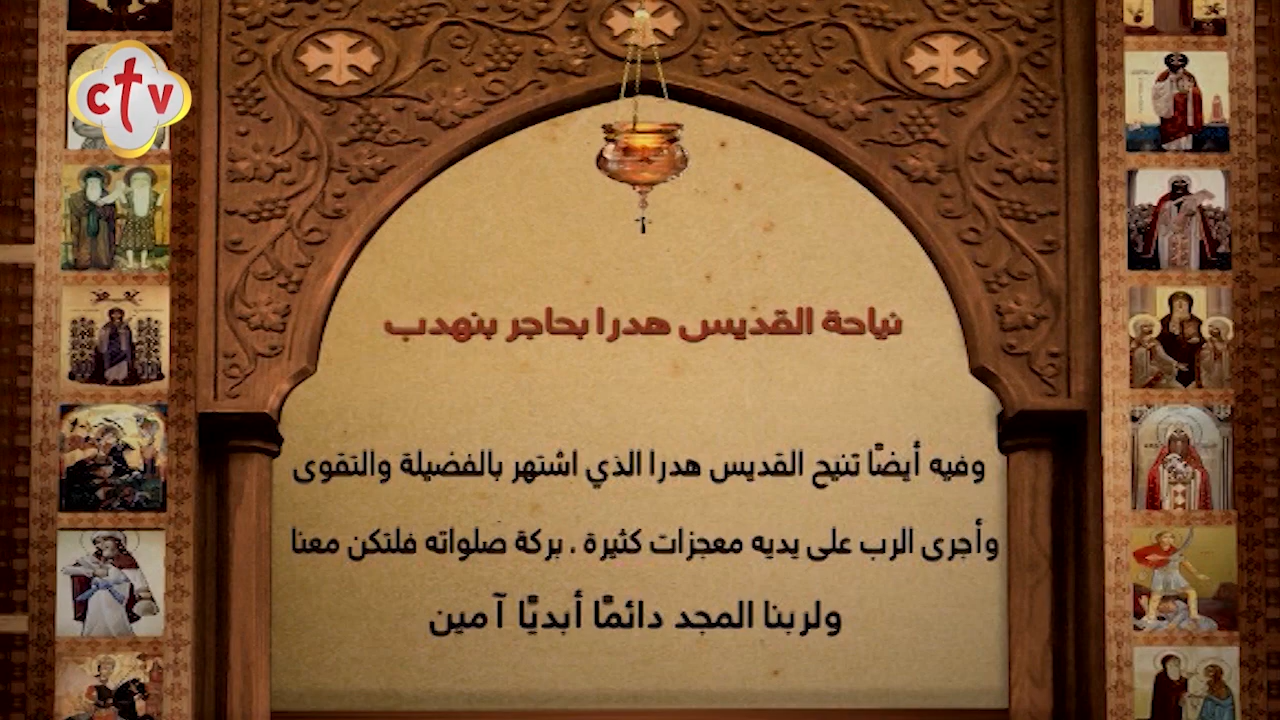 ctv
نياحة القديس هدرا بحاجر بنهدب
وفيه أيضًا تنيح القديس هدرا الذي اشتهر بالفضيلة والتقوى
وأجرى الرب على يديه معجزات كثيرة . بركة صلواته فلتكن معنا
ولربنا المجد دائمًا أبديًا آمين